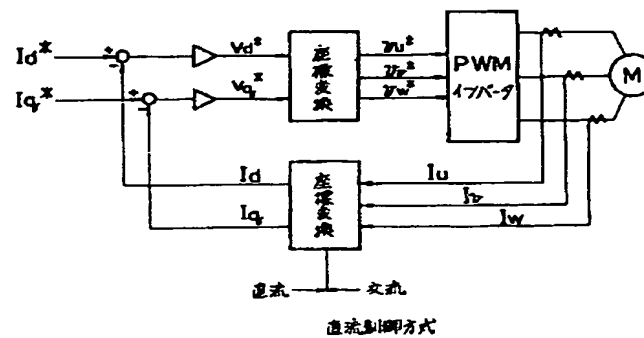 Id* + - Vd* 座標変換 vu* PWM インバータ M
Iq* + - Vq* vv*
vw*
Id 座標変換 Iu
Iq Iv
Iw
直流 交流
直流制御方式